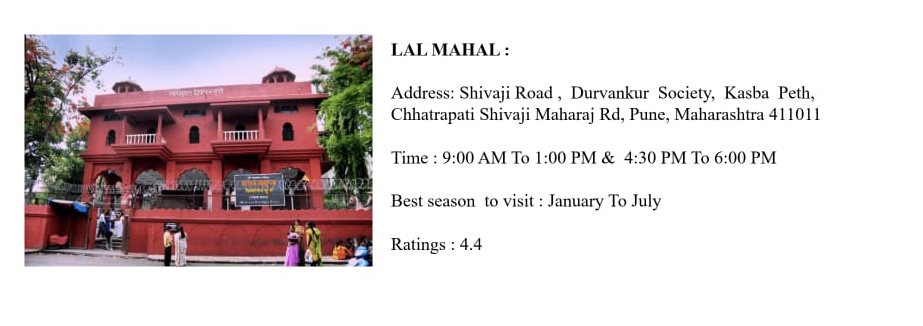 LAL MAHAL :
Address: Shivaji Road , Durvankur Society, Kasba Peth,
Chhatrapati Shivaji Maharaj Rd, Pune, Maharashtra 411011
Time : 9:00 AM To 1:00 PM & 4:30 PM To 6:00 PM
Best season to visit : January To July
Ratings : 4.4